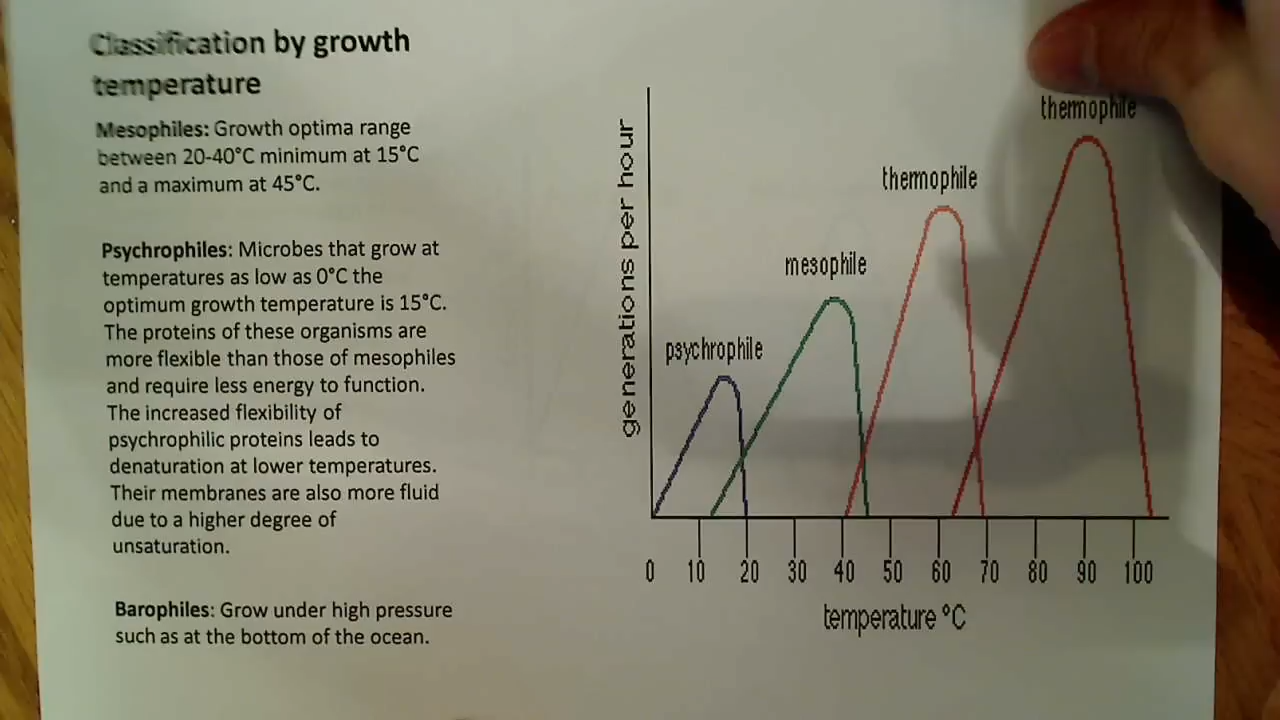 Classification by growth
temperature
Mesophiles: Growth optima range
between 20-40°C minimum at 15°C
and a maximum at 45°C.
Psychrophiles: Microbes that grow at
temperatures as low as 0°C the
optimum growth temperature is 15°C.
The proteins of these organisms are
more flexible than those of mesophiles
and require less energy to function.
The increased flexibility of
psychrophilic proteins leads to
denaturation at lower temperatures.
Their membranes are also more fluid
due to a higher degree of
unsaturation.
Barophiles: Grow under high pressure
such as at the bottom of the ocean.
generations per hour
psychrophile
mesophile
thermophile
thermophile
0 10 20 30 40 50 60 70 80 90 100
temperature °C